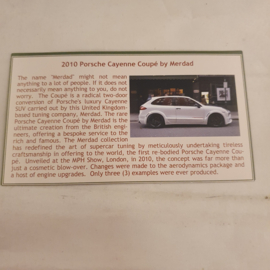 2010 Porsche Cayenne Coupé by Merdad
The name "Merdad" might not mean
anything to a lot of people. If it does not
necessarily mean anything to you, do not
worry. The Coupé is a radical two-door
conversion of Porsche's luxury Cayenne
SUV carried out by this United Kingdom-
based tuning company, Merdad. The rare
Porsche Cayenne Coupé by Merdad is the
ultimate creation from the British engi-
neers, offering a bespoke service to the
rich and famous. The Merdad collection
has redefined the art of supercar tuning by meticulously undertaking tireless
craftsmanship in offering to the world, the first re-bodied Porsche Cayenne Cou-
pé. Unveiled at the MPH Show, London, in 2010, the concept was far more than
just a cosmetic blow-over. Changes were made to the aerodynamics package and
a host of engine upgrades. Only three (3) examples were ever produced.